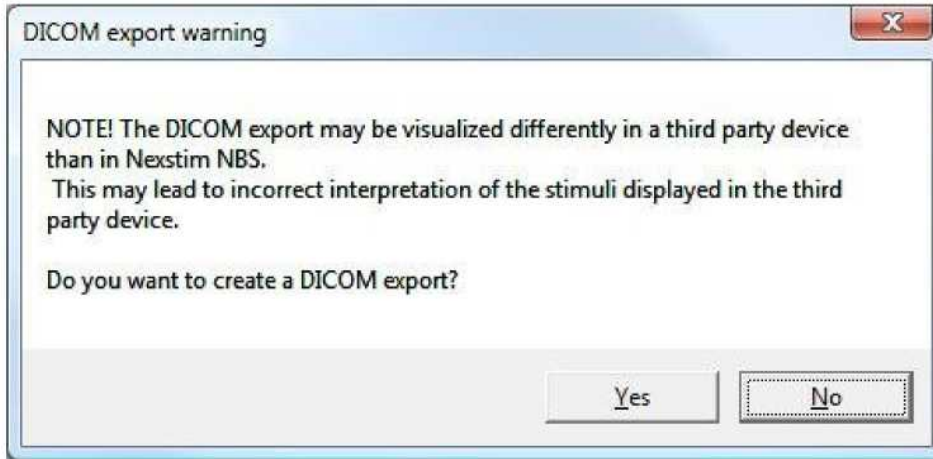 DICOM export warning
NOTE! The DICOM export may be visualized differently in a third party device
than in Nexstim NBS.
This may lead to incorrect interpretation of the stimuli displayed in the third
party device.
Do you want to create a DICOM export?
Yes
No